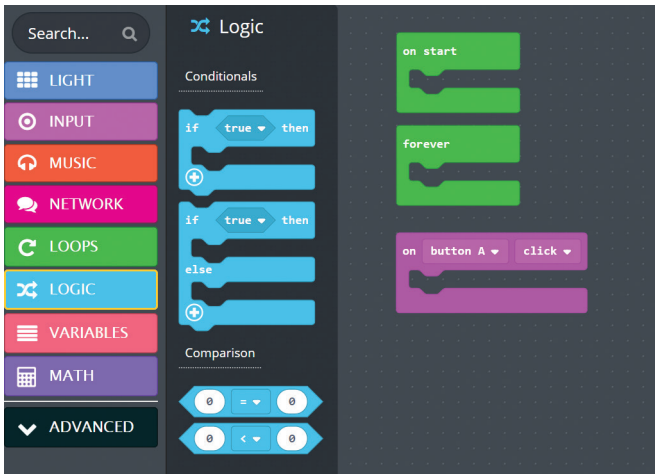 Search...
LIGHT
INPUT
MUSIC
NETWORK
LOOPS
LOGIC
VARIABLES
MATH
ADVANCED
Logic
Conditionals
if true then
if true then
else
Comparison
0 = 0
0 < 0
on start
forever
on button A click